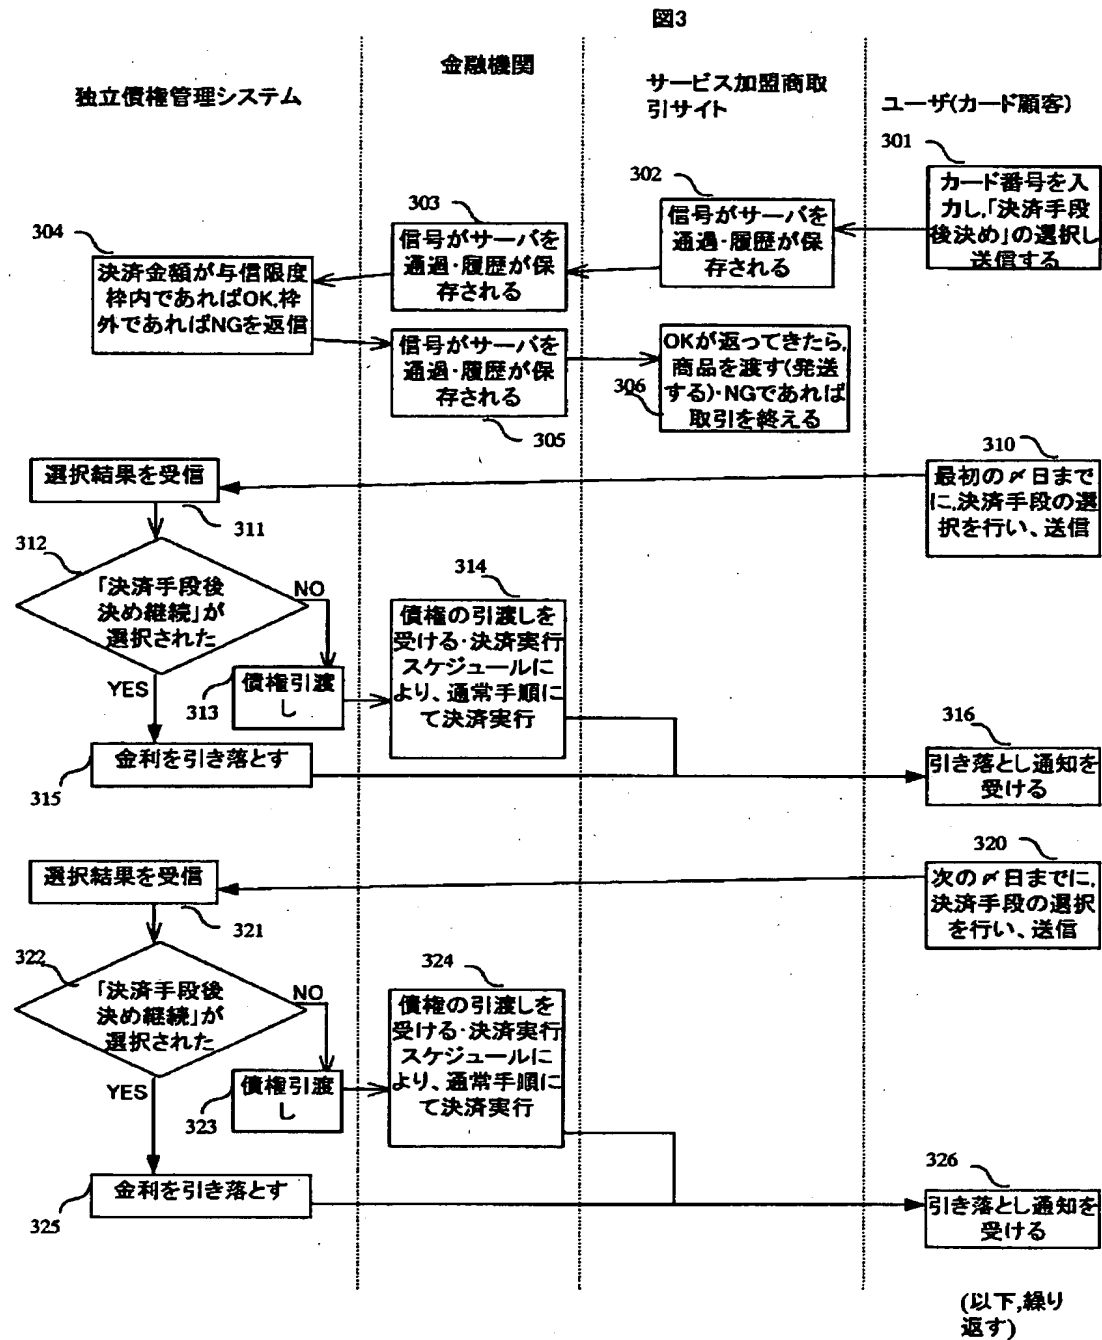 図3
独立債権管理システム
金融機関
サービス加盟商取
引サイト
ユーザ(カード顧客)
301
カード番号を入
力し,「決済手段
後決め」の選択し
送信する
302
信号がサーバを
通過・履歴が保
存される
303
信号がサーバを
通過・履歴が保
存される
304
決済金額が与信限度
枠内であればOK,枠
外であればNGを返信
信号がサーバを
通過・履歴が保
存される
305
OKが返ってきたら,
商品を渡す(発送
する)・NGであれば
取引を終える
306
310
最初の〆日まで
に,決済手段の選
択を行い、送信
選択結果を受信
311
312
「決済手段後
決め継続」が
選択された
NO
YES
債権引渡
し
313
314
債権の引渡しを
受ける・決済実行
スケジュールに
より、通常手順に
て決済実行
金利を引き落とす
315
316
引き落とし通知を
受ける
320
次の〆日までに,
決済手段の選択
を行い、送信
選択結果を受信
321
322
「決済手段後
決め継続」が
選択された
NO
YES
債権引渡
し
323
324
債権の引渡しを
受ける・決済実行
スケジュールに
より、通常手順に
て決済実行
金利を引き落とす
325
326
引き落とし通知を
受ける
(以下,繰り
返す)